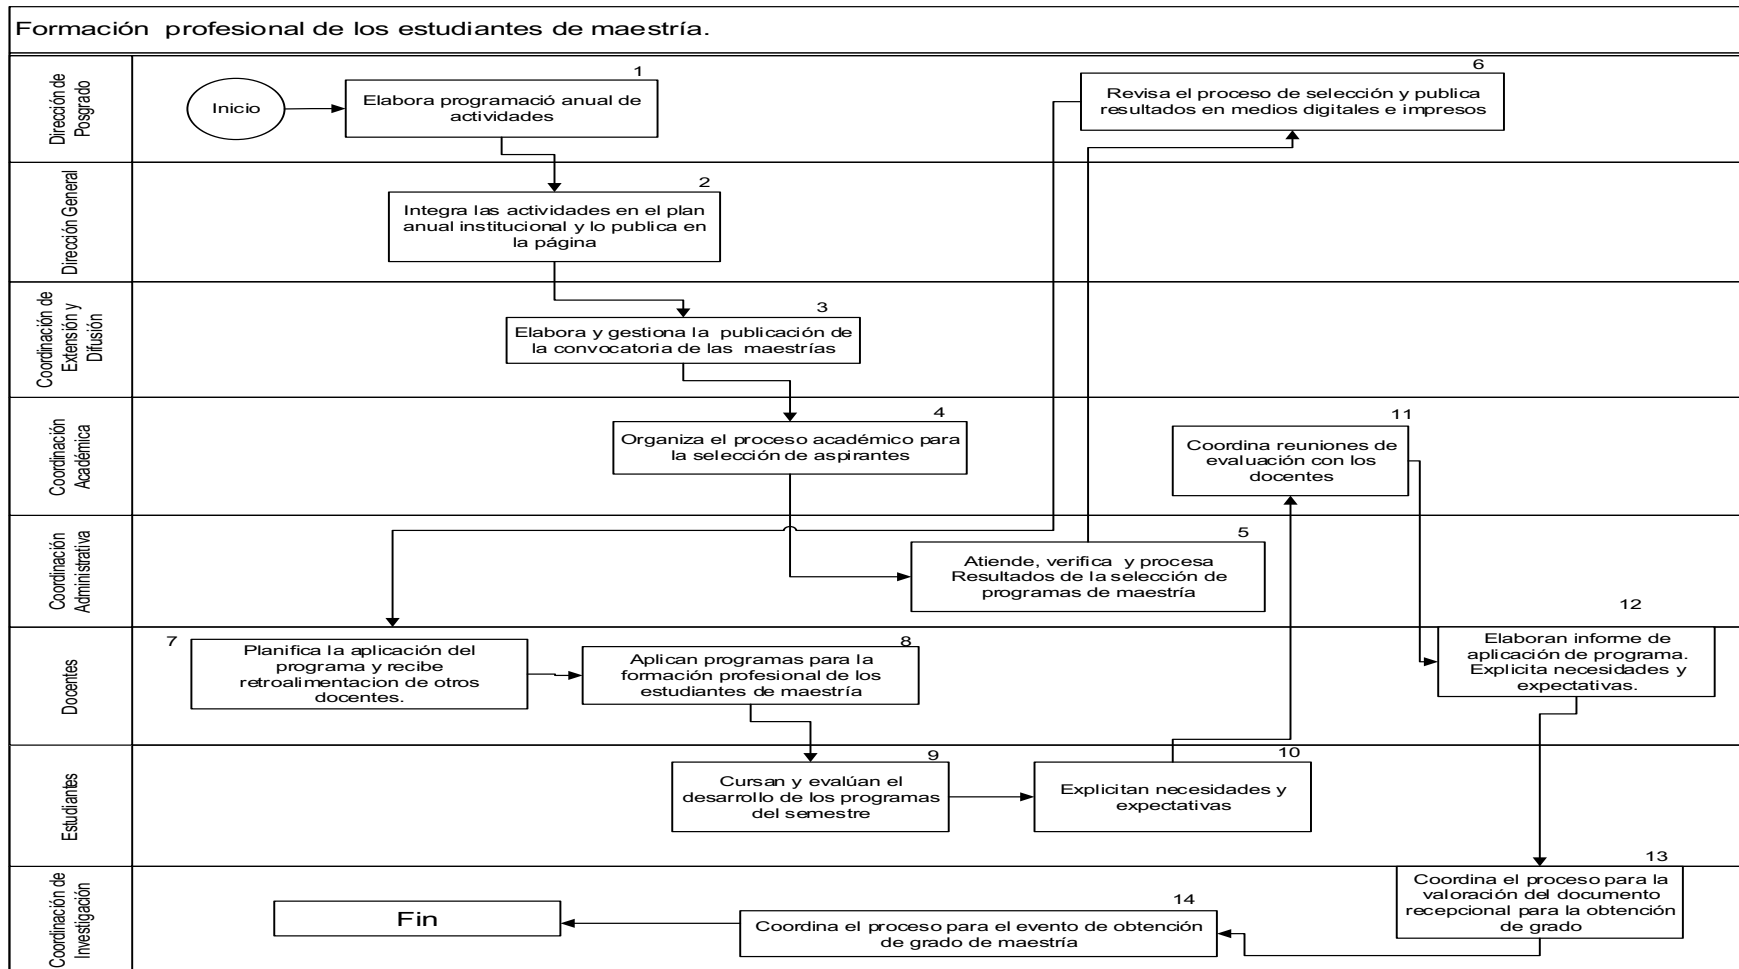 Formación profesional de los estudiantes de maestría.
Dirección de
Posgrado
Inicio
1
Elabora programació anual de
actividades
6
Revisa el proceso de selección y publica
resultados en medios digitales e impresos
Dirección General
2
Integra las actividades en el plan
anual institucional y lo publica en
la página
Coordinación de
Extensión y
Difusión
3
Elabora y gestiona la publicación de
la convocatoria de las maestrías
Coordinación
Académica
4
Organiza el proceso académico para
la selección de aspirantes
11
Coordina reuniones de
evaluación con los
docentes
Coordinación
Administrativa
5
Atiende, verifica y procesa
Resultados de la selección de
programas de maestría
Docentes
7
Planifica la aplicación del
programa y recibe
retroalimentacion de otros
docentes.
8
Aplican programas para la
formación profesional de los
estudiantes de maestría
12
Elaboran informe de
aplicación de programa.
Explicita necesidades y
expectativas.
Estudiantes
9
Cursan y evalúan el
desarrollo de los programas
del semestre
10
Explicitan necesidades y
expectativas
Coordinación de
Investigación
13
Coordina el proceso para la
valoración del documento
recepcional para la obtención
de grado
14
Coordina el proceso para el evento de obtención
de grado de maestría
Fin